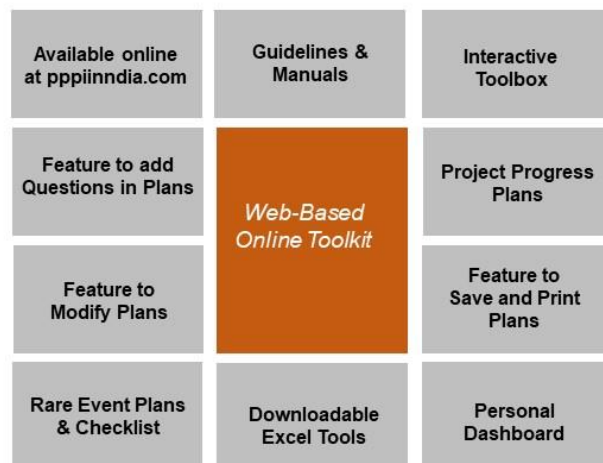 Available online
at pppiinndia.com
Guidelines &
Manuals
Interactive
Toolbox
Feature to add
Questions in Plans
Web-Based
Online Toolkit
Project Progress
Plans
Feature to
Modify Plans
Feature to
Save and Print
Plans
Rare Event Plans
& Checklist
Downloadable
Excel Tools
Personal
Dashboard